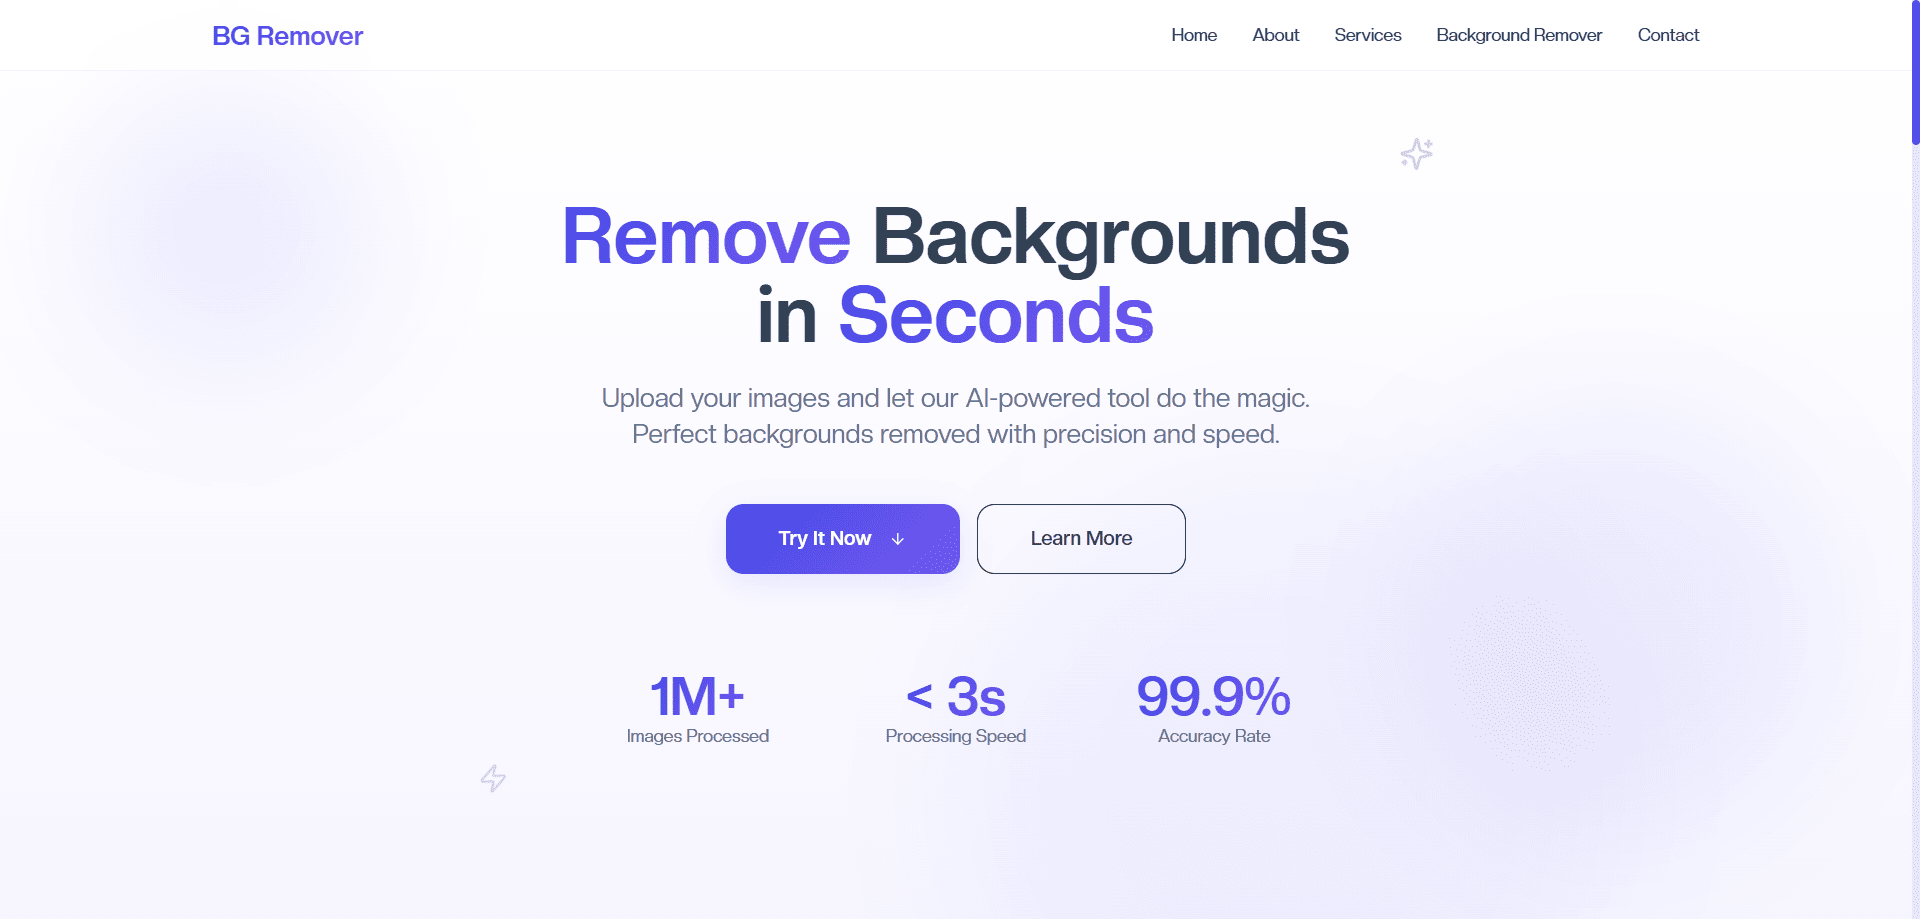 BG Remover
Home
About
Services
Background Remover
Contact
Remove Backgrounds
in Seconds
Upload your images and let our AI-powered tool do the magic.
Perfect backgrounds removed with precision and speed.
Try It Now
Learn More
1M+
Images Processed
< 3s
Processing Speed
99.9%
Accuracy Rate